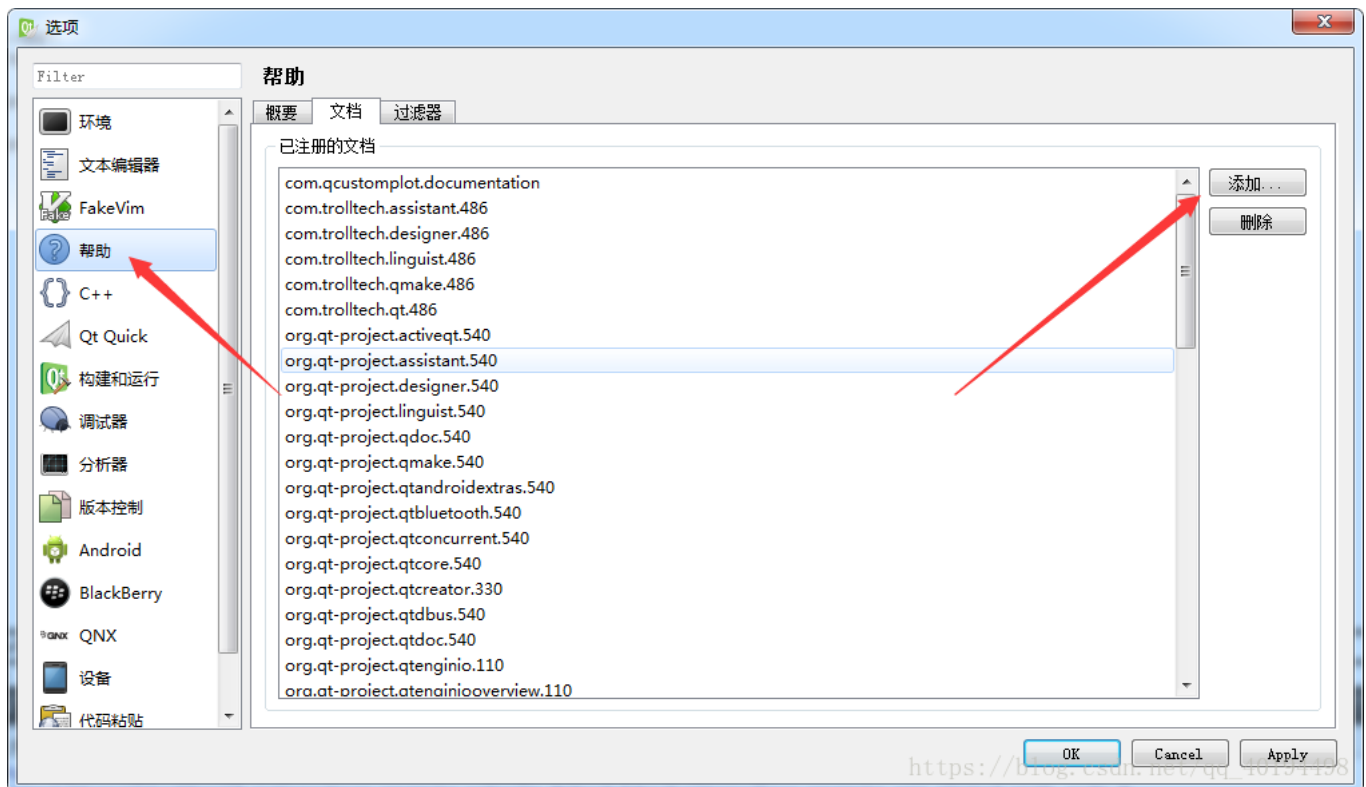 选项
Filter
环境
文本编辑器
FakeVim
帮助
C++
Qt Quick
构建和运行
调试器
分析器
版本控制
Android
BlackBerry
QNX
设备
代码粘贴
帮助
概要 文档 过滤器
已注册的文档
com.qcustomplot.documentation
com.trolltech.assistant.486
com.trolltech.designer.486
com.trolltech.linguist.486
com.trolltech.qmake.486
com.trolltech.qt.486
org.qt-project.activeqt.540
org.qt-project.assistant.540
org.qt-project.designer.540
org.qt-project.linguist.540
org.qt-project.qdoc.540
org.qt-project.qmake.540
org.qt-project.qtandroidextras.540
org.qt-project.qtbluetooth.540
org.qt-project.qtconcurrent.540
org.qt-project.qtcore.540
org.qt-project.qtcreator.330
org.qt-project.qtdbus.540
org.qt-project.qtdoc.540
org.qt-project.qtenginio.110
org.qt-project.qtenginiooverview.110
添加...
删除
OK Cancel Apply